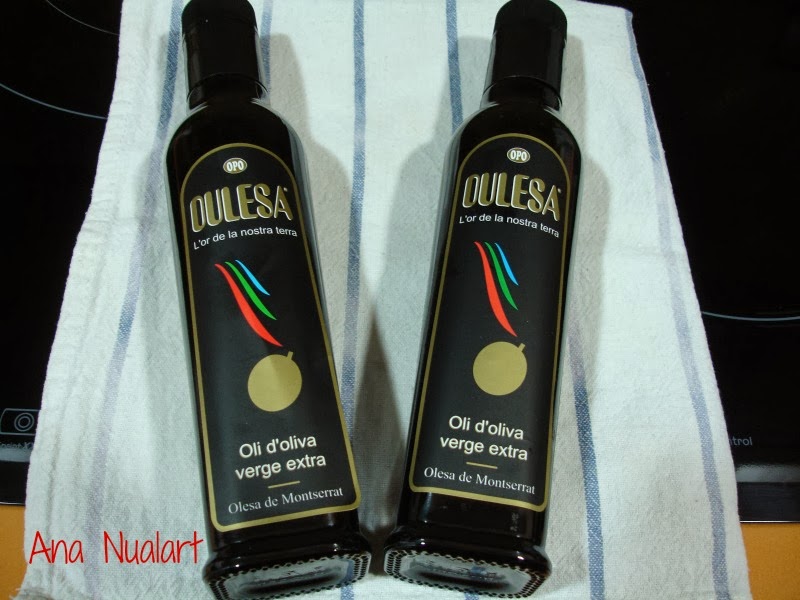 OPO
OULESA
L'or de la nostra terra
Oli d'oliva
verge extra
Olesa de Montserrat
OPO
OULESA
L'or de la nostra terra
Oli d'oliva
verge extra
Olesa de Montserrat
Ana Nualart